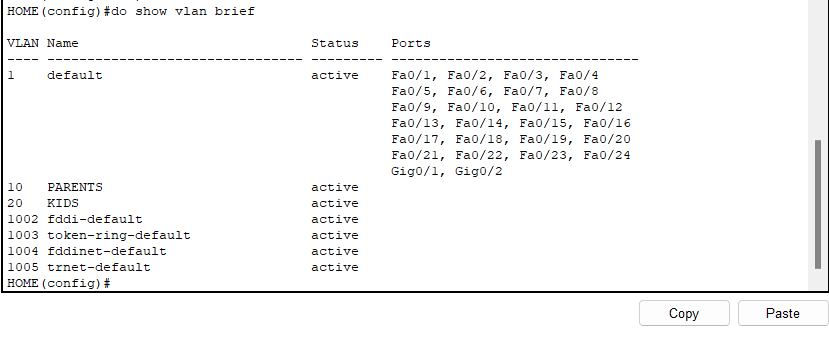 HOME(config)#do show vlan brief
VLAN Name                             Status    Ports
---- -------------------------------- --------- -------------------------------
1    default                          active    Fa0/1, Fa0/2, Fa0/3, Fa0/4
                                                Fa0/5, Fa0/6, Fa0/7, Fa0/8
                                                Fa0/9, Fa0/10, Fa0/11, Fa0/12
                                                Fa0/13, Fa0/14, Fa0/15, Fa0/16
                                                Fa0/17, Fa0/18, Fa0/19, Fa0/20
                                                Fa0/21, Fa0/22, Fa0/23, Fa0/24
                                                Gig0/1, Gig0/2
10   PARENTS                          active
20   KIDS                             active
1002 fddi-default                     active
1003 token-ring-default               active
1004 fddinet-default                  active
1005 trnet-default                    active
HOME(config)#
Copy Paste